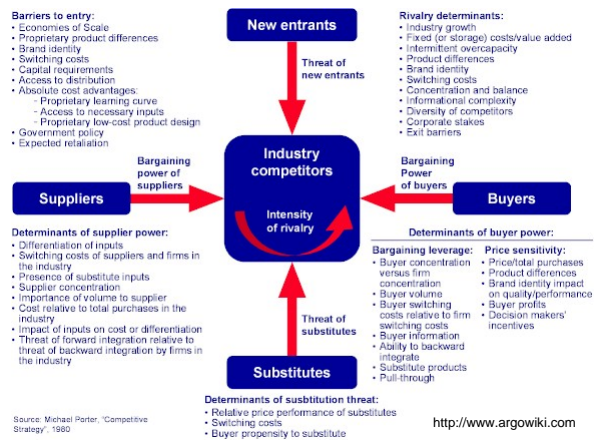 Barriers to entry:
• Economies of Scale
• Proprietary product differences
• Brand identity
• Switching costs
• Capital requirements
• Access to distribution
• Absolute cost advantages:
- Proprietary learning curve
- Access to necessary inputs
- Proprietary low-cost product design
• Government policy
• Expected retaliation
New entrants
Threat of
new entrants
Rivalry determinants:
• Industry growth
• Fixed (or storage) costs/value added
• Intermittent overcapacity
• Product differences
• Brand identity
• Switching costs
• Concentration and balance
• Informational complexity
• Diversity of competitors
• Corporate stakes
• Exit barriers
Bargaining
power of
suppliers
Suppliers
Industry
competitors
Intensity
of rivalry
Bargaining
Power
of buyers
Buyers
Determinants of supplier power:
• Differentiation of inputs
• Switching costs of suppliers and firms in
the industry
• Presence of substitute inputs
• Supplier concentration
• Importance of volume to supplier
• Cost relative to total purchases in the
industry
• Impact of inputs on cost or differentiation
• Threat of forward integration relative to
threat of backward integration by firms in
the industry
Threat of
substitutes
Substitutes
Determinants of buyer power:
Bargaining leverage:
• Buyer concentration
versus firm
concentration
• Buyer volume
• Buyer switching
costs relative to firm
switching costs
• Buyer information
• Ability to backward
integrate
• Substitute products
• Pull-through
Price sensitivity:
• Price/total purchases
• Product differences
• Brand identity impact
on quality/performance
• Buyer profits
• Decision makers'
incentives
Determinants of susbtitution threat:
• Relative price performance of substitutes
• Switching costs
• Buyer propensity to substitute
Source: Michael Porter, "Competitive
Strategy", 1980
http://www.argowiki.com